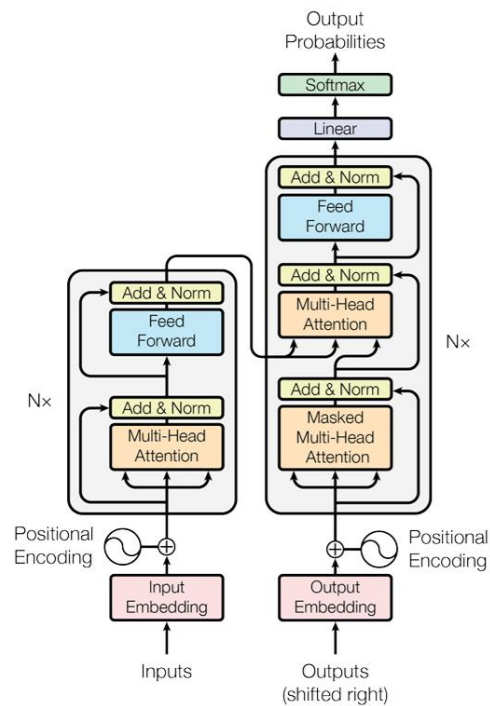 Output
Probabilities
Softmax
Linear
Add & Norm
Feed
Forward
Add & Norm
Multi-Head
Attention
Add & Norm
Masked
Multi-Head
Attention
N×
Add & Norm
Feed
Forward
Add & Norm
Multi-Head
Attention
N×
Positional
Encoding
Positional
Encoding
Input
Embedding
Output
Embedding
Inputs
Outputs
(shifted right)